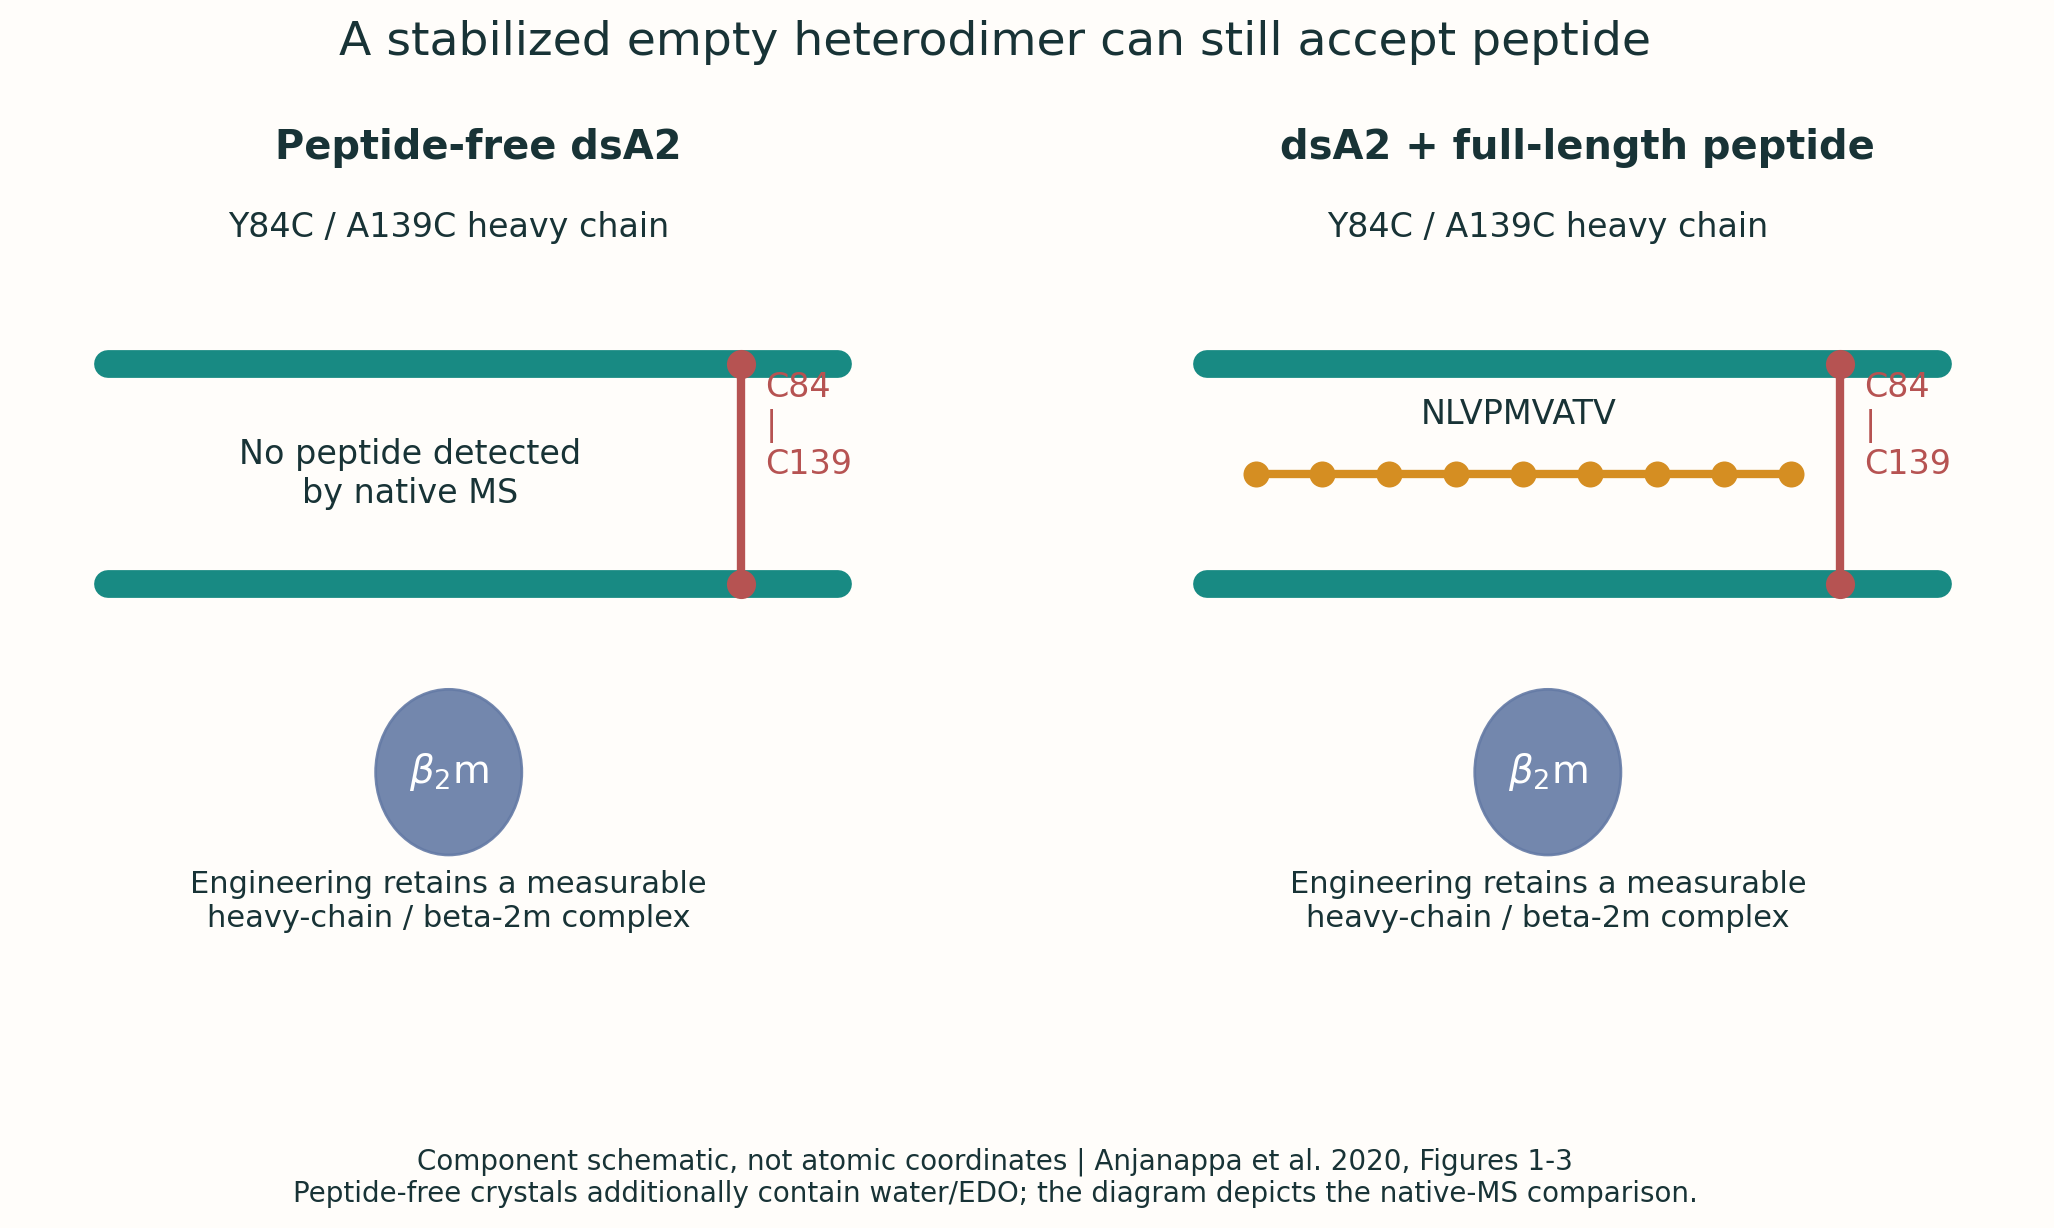 A stabilized empty heterodimer can still accept peptide
Peptide-free dsA2
Y84C / A139C heavy chain
C84
|
C139
No peptide detected
by native MS
β₂m
Engineering retains a measurable
heavy-chain / beta-2m complex
dsA2 + full-length peptide
Y84C / A139C heavy chain
C84
|
C139
NLVPMVATV
β₂m
Engineering retains a measurable
heavy-chain / beta-2m complex
Component schematic, not atomic coordinates | Anjanappa et al. 2020, Figures 1-3
Peptide-free crystals additionally contain water/EDO; the diagram depicts the native-MS comparison.